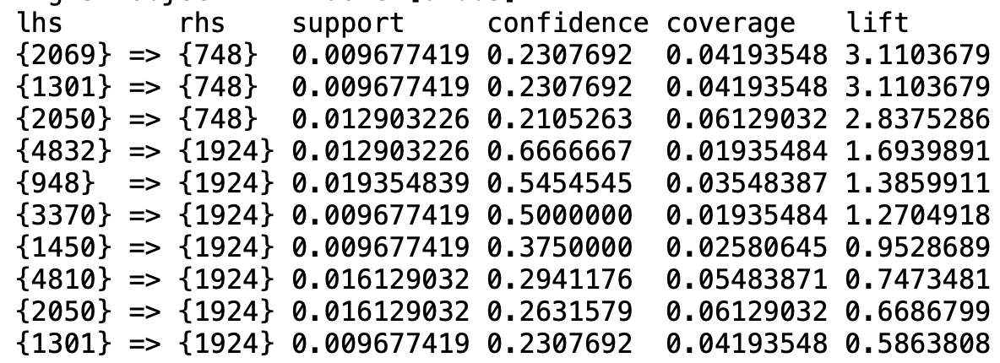 lhs rhs support confidence coverage lift
{2069} => {748} 0.009677419 0.2307692 0.04193548 3.1103679
{1301} => {748} 0.009677419 0.2307692 0.04193548 3.1103679
{2050} => {748} 0.012903226 0.2105263 0.06129032 2.8375286
{4832} => {1924} 0.012903226 0.6666667 0.01935484 1.6939891
{948} => {1924} 0.019354839 0.5454545 0.03548387 1.3859911
{3370} => {1924} 0.009677419 0.5000000 0.01935484 1.2704918
{1450} => {1924} 0.009677419 0.3750000 0.02580645 0.9528689
{4810} => {1924} 0.016129032 0.2941176 0.05483871 0.7473481
{2050} => {1924} 0.016129032 0.2631579 0.06129032 0.6686799
{1301} => {1924} 0.009677419 0.2307692 0.04193548 0.5863808